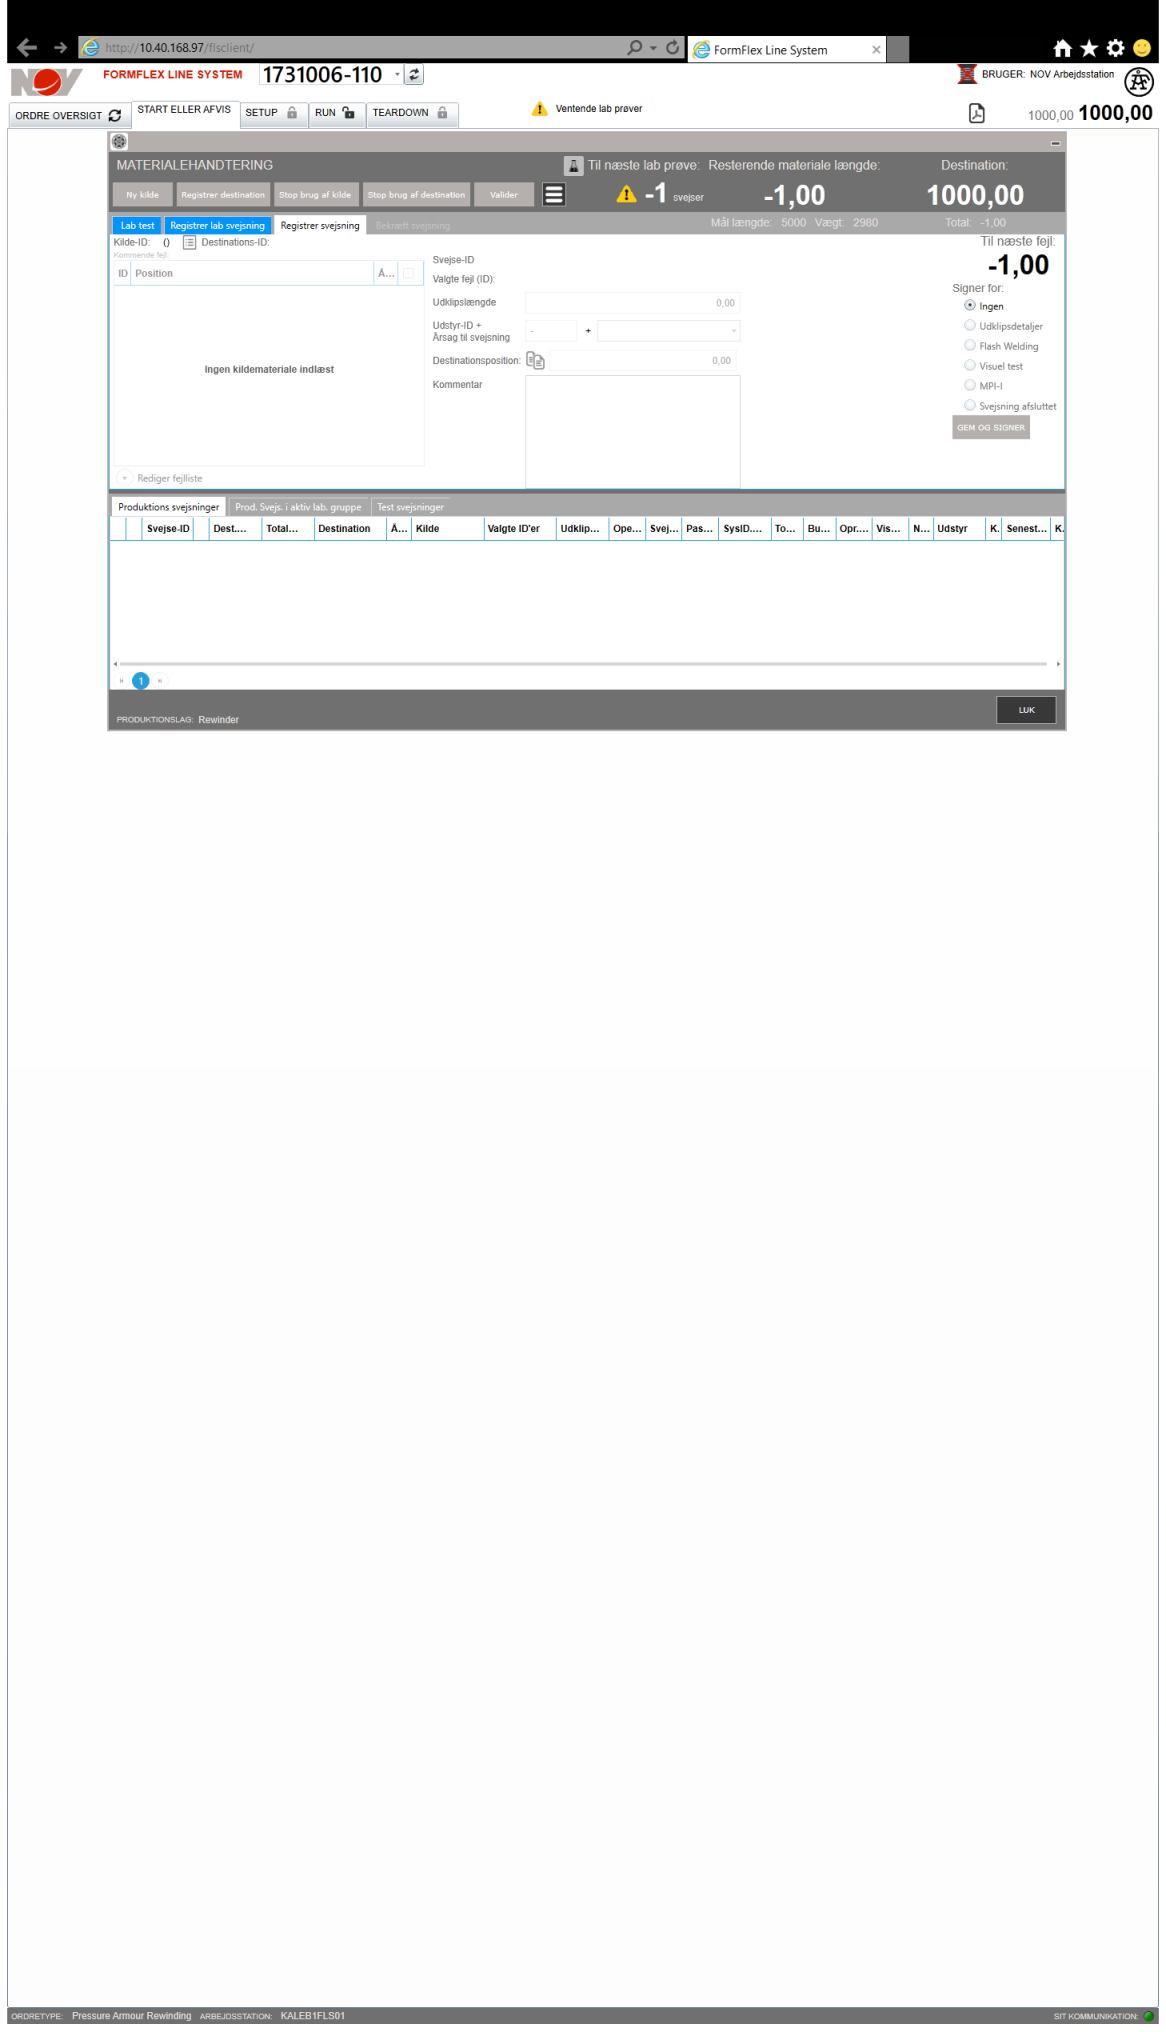 http://10.40.168.97/fisclient/
FormFlex Line System
NOV
FORMFLEX LINE SYSTEM
1731006-110
BRUGER: NOV Arbejdsstation
ORDRE OVERSIGT
START ELLER AFVIS
SETUP
RUN
TEARDOWN
Ventende lab prøver
1000,00 1000,00
MATERIALEHANDTERING
Til næste lab prøve:
Resterende materiale længde:
Destination:
Ny kilde
Registrer destination
Stop brug af kilde
Stop brug af destination
Valider
-1 svejser
-1,00
1000,00
Lab test
Registrer lab svejsning
Registrer svejsning
Bekræft svejsning
Mål længde: 5000 Vægt: 2980
Total: -1,00
Kilde-ID: ()
Destinations-ID:
Til næste fejl:
-1,00
Kommende fejl:
ID
Position
Å...
Ingen kildemateriale indlæst
Rediger fejlliste
Svejse-ID
Valgte fejl (ID):
Udklipslængde
0,00
Udstyr-ID +
Årsag til svejsning
-
+
Destinationsposition:
0,00
Kommentar
Signer for:
Ingen
Udklipsdetaljer
Flash Welding
Visuel test
MPI-I
Svejsning afsluttet
GEM OG SIGNER
Produktions svejsninger
Prod. Svejs. i aktiv lab. gruppe
Test svejsninger
Svejse-ID
Dest....
Total...
Destination
Å...
Kilde
Valgte ID'er
Udklip...
Ope...
Svej...
Pas...
SysID....
To...
Bu...
Opr....
Vis...
N...
Udstyr
K.
Senest...
K.
1
PRODUKTIONSLAG: Rewinder
LUK
ORDRETYPE: Pressure Armour Rewinding
ARBEJDSSTATION: KALEB1FLS01
SIT KOMMUNIKATION: